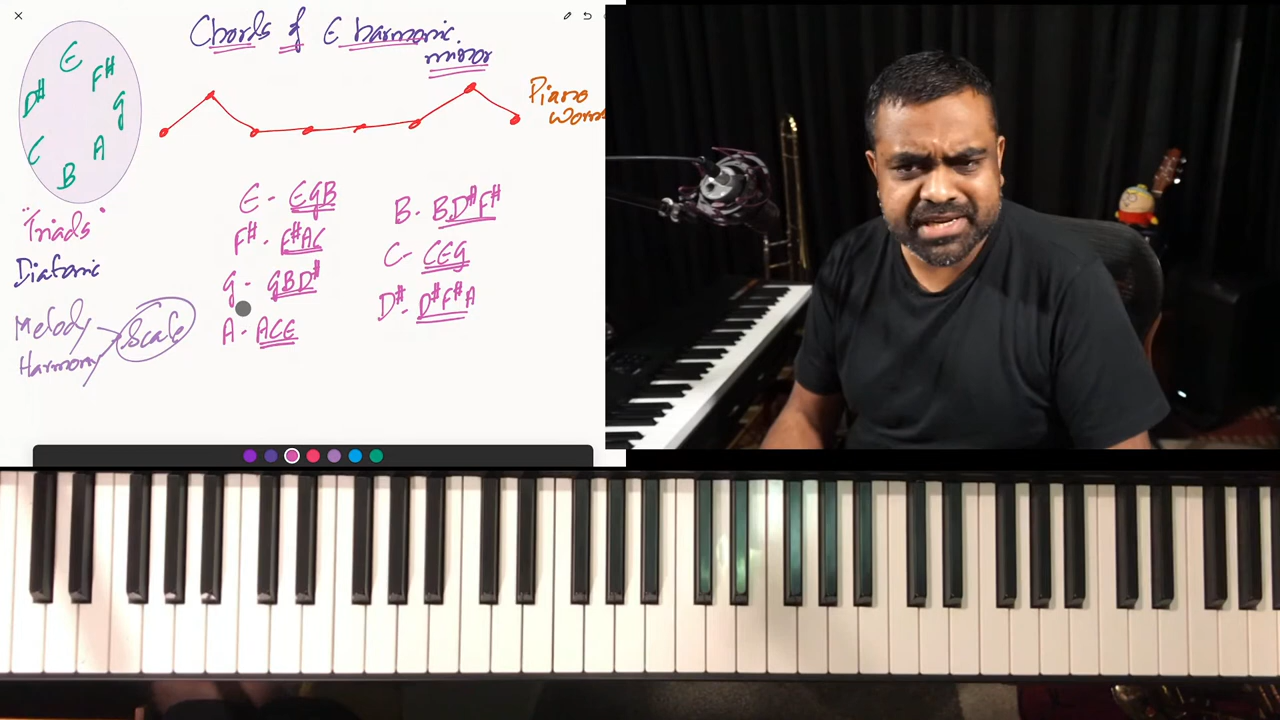 Chords of E harmonic
minor
E
F#
G
A
B
C
D#
Piano
"Triads"
Diatonic
Melody
Harmony
Scale
E - EGB
F# - F#AC
G - GBD#
A - ACE
B - BD#F#
C - CEG
D# - D#F#A